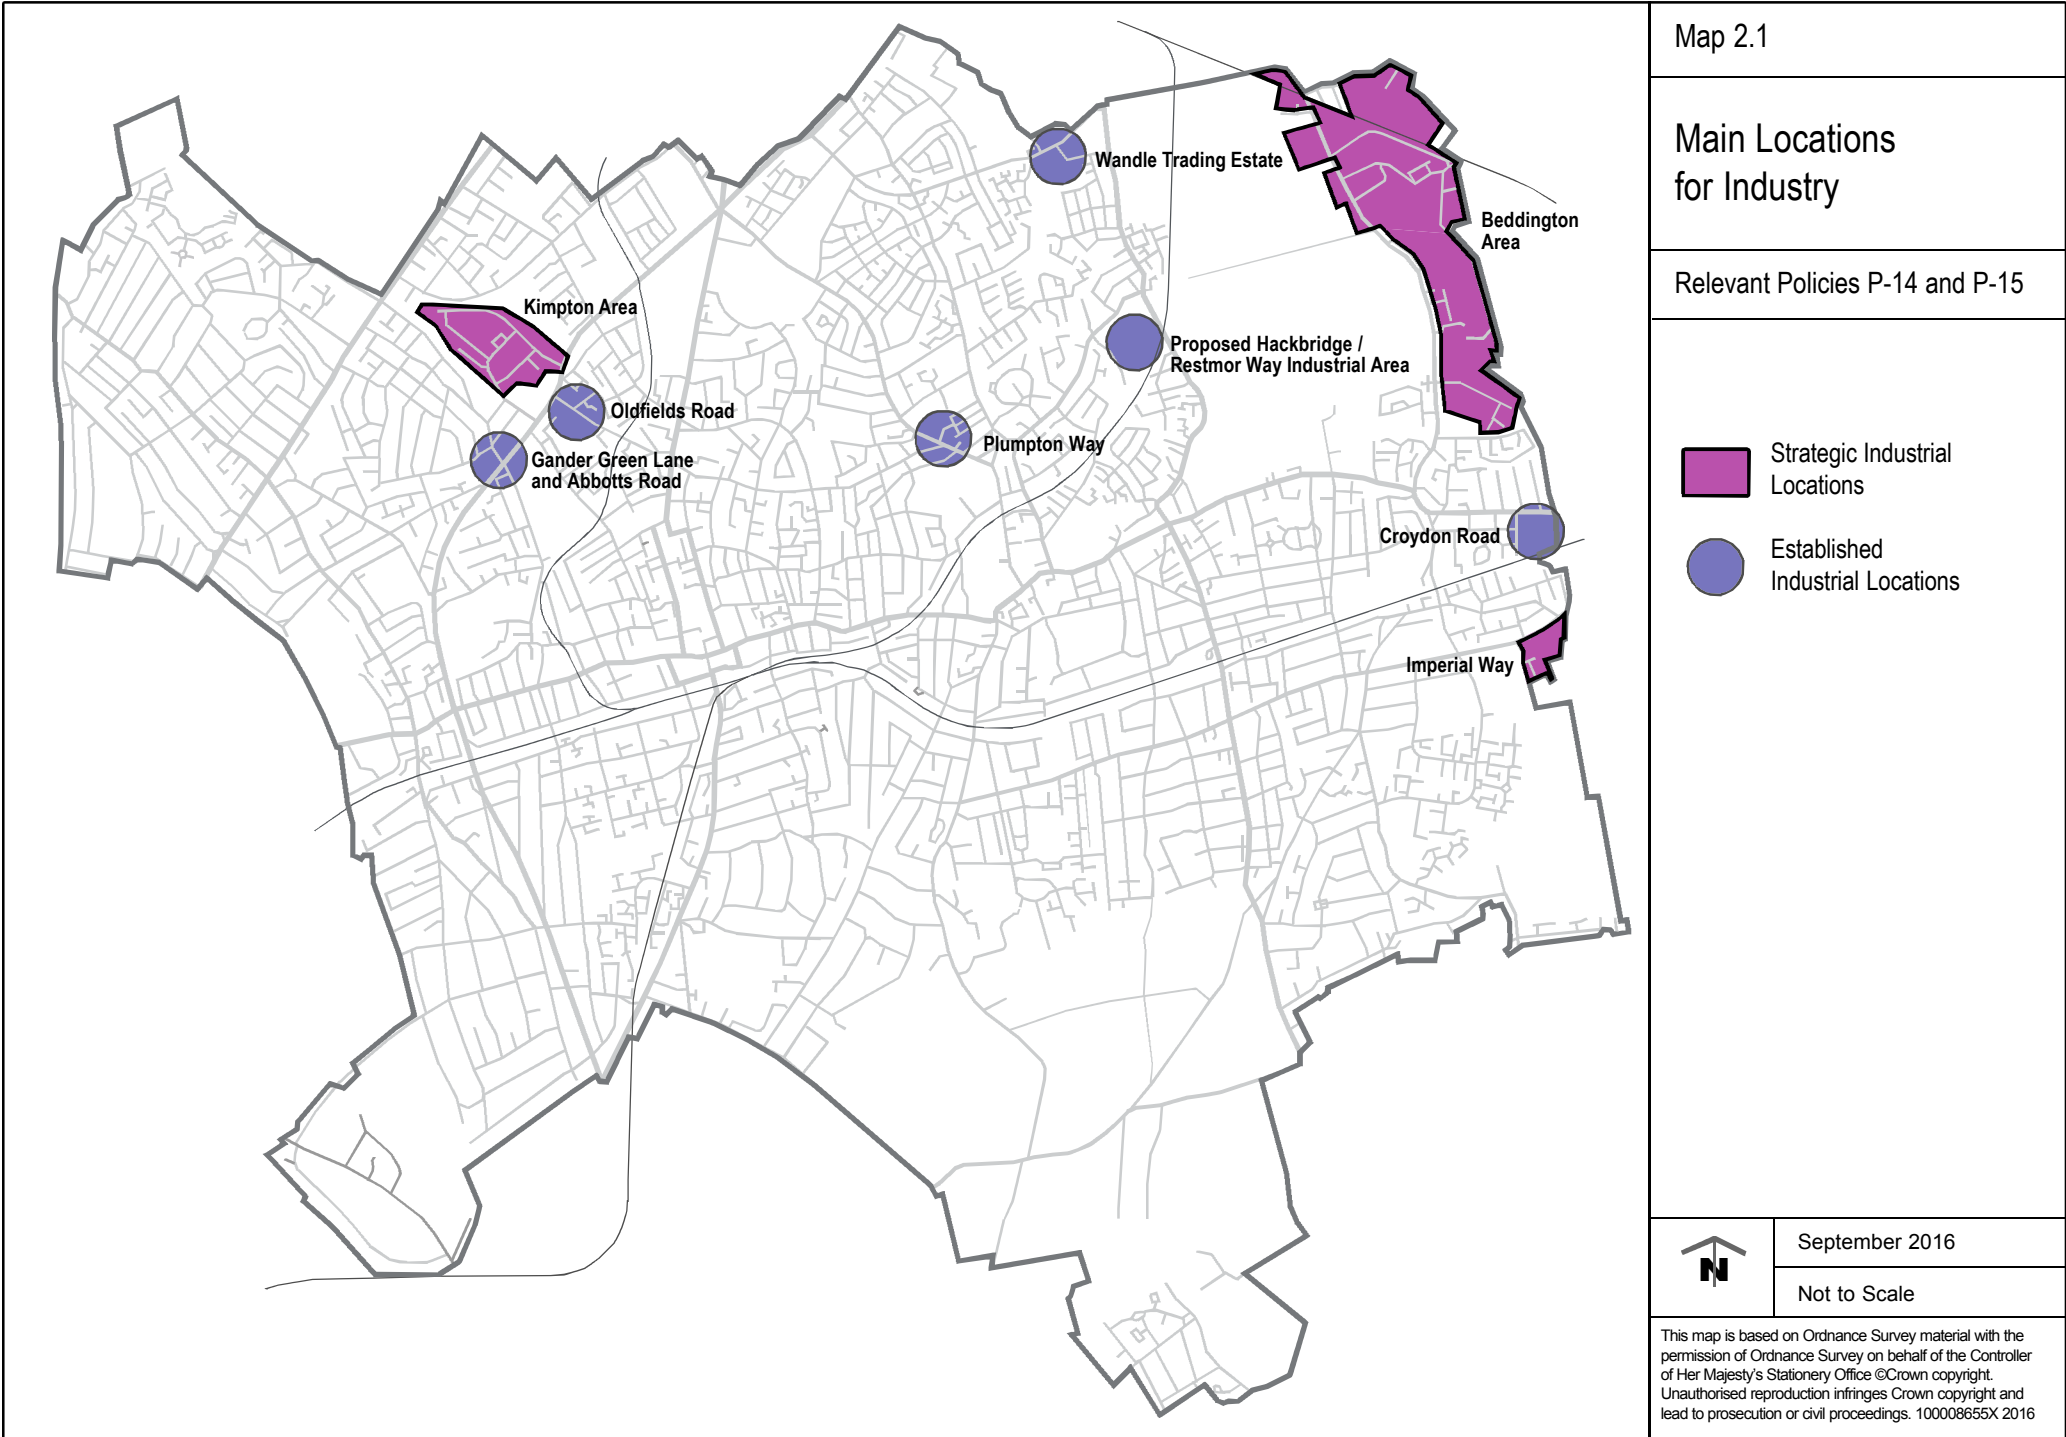 Map 2.1
Main Locations
for Industry
Relevant Policies P-14 and P-15
Strategic Industrial
Locations
Established
Industrial Locations
Wandle Trading Estate
Beddington
Area
Kimpton Area
Proposed Hackbridge /
Restmor Way Industrial Area
Oldfields Road
Plumpton Way
Gander Green Lane
and Abbotts Road
Croydon Road
Imperial Way
N
September 2016
Not to Scale
This map is based on Ordnance Survey material with the
permission of Ordnance Survey on behalf of the Controller
of Her Majesty's Stationery Office ©Crown copyright.
Unauthorised reproduction infringes Crown copyright and
lead to prosecution or civil proceedings. 100008655X 2016